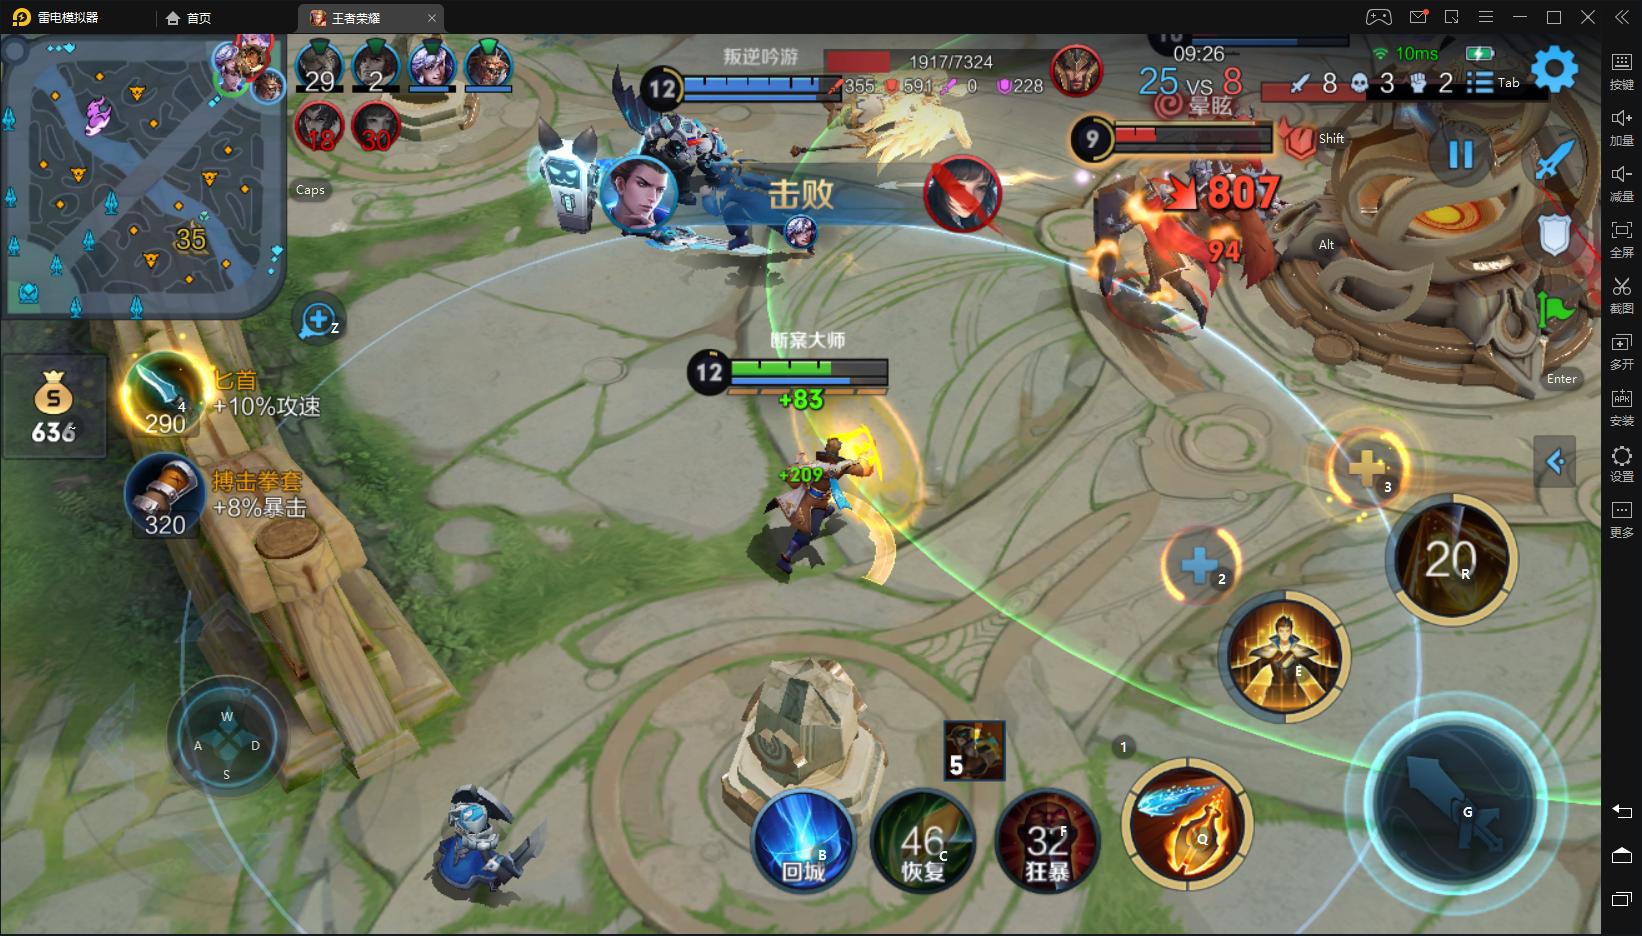 雷电模拟器
首页
王者荣耀
29
2
18
30
Caps
35
Z
叛逆吟游
12
1917/7324
355
591
0
228
09:26
25 VS 8
10ms
8
3
2
Tab
晕眩
9
Shift
击败
807
94
Alt
断案大师
12
+83
+209
636
匕首
+10%攻速
4
290
搏击拳套
+8%暴击
320
Enter
3
2
20
R
E
W
A
D
S
5
1
回城
B
46
C
恢复
32
F
狂暴
Q
G
按键
加量
减量
全屏
截图
多开
APK
安装
设置
更多